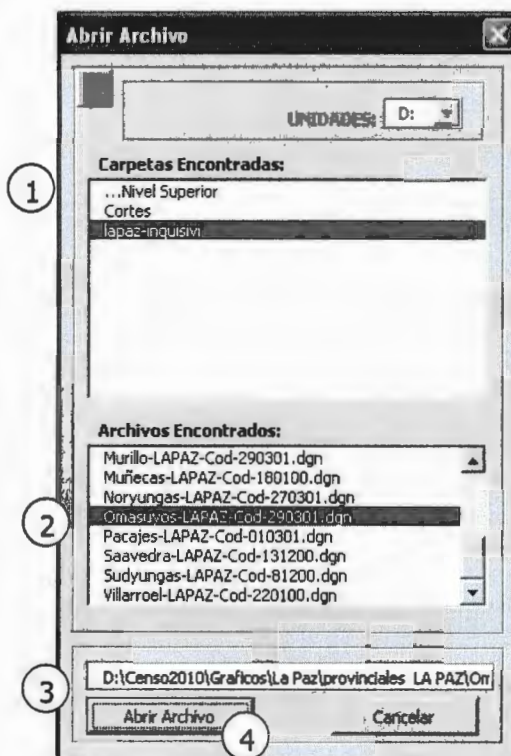 Abrir Archivo
UNIDADES: D:
Carpetas Encontradas:
1
...Nivel Superior
Cortes
lapaz-inquisivi
Archivos Encontrados:
Murillo-LAPAZ-Cod-290301.dgn
Muñecas-LAPAZ-Cod-180100.dgn
Noryungas-LAPAZ-Cod-270301.dgn
2
Omasuyos-LAPAZ-Cod-290301.dgn
Pacajes-LAPAZ-Cod-010301.dgn
Saavedra-LAPAZ-Cod-131200.dgn
Sudyungas-LAPAZ-Cod-81200.dgn
Villarroel-LAPAZ-Cod-220100.dgn
3
D:\Censo2010\Graficos\La Paz\provinciales LA PAZ\Om
Abrir Archivo
Cancelar
4